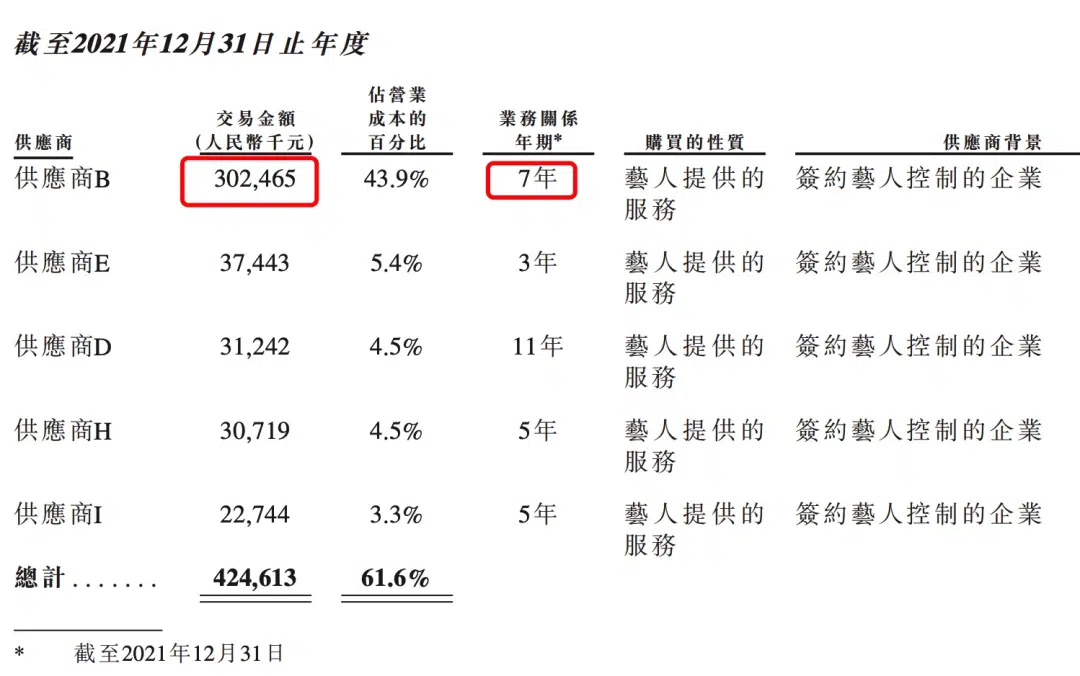 截至2021年12月31日止年度
佔營業
交易金額 成本的 業務關係
供應商 (人民幣千元) 百分比 年期* 購買的性質 供應商背景
供應商B 302,465 43.9% 7年 藝人提供的 簽約藝人控制的企業
服務
供應商E 37,443 5.4% 3年 藝人提供的 簽約藝人控制的企業
服務
供應商D 31,242 4.5% 11年 藝人提供的 簽約藝人控制的企業
服務
供應商H 30,719 4.5% 5年 藝人提供的 簽約藝人控制的企業
服務
供應商I 22,744 3.3% 5年 藝人提供的 簽約藝人控制的企業
服務
總計....... 424,613 61.6%
* 截至2021年12月31日